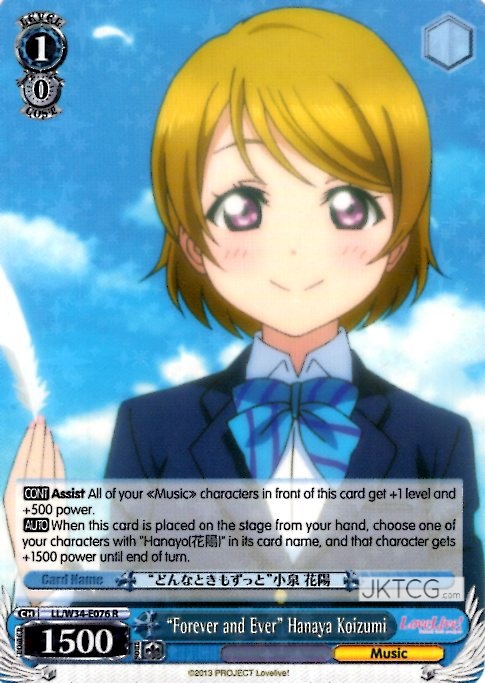 LEVEL
1
0
COST
CONT Assist All of your «Music» characters in front of this card get +1 level and
+500 power.
AUTO When this card is placed on the stage from your hand, choose one of
your characters with "Hanayo(花陽)" in its card name, and that character gets
+1500 power until end of turn.
Card Name
“どんなときもずっと”小泉 花陽
JKTCG.com
CH LL/W34-E076 R
“Forever and Ever” Hanaya Koizumi
LoveLive!
POWER
1500
Music
©2013 PROJECT Lovelive!